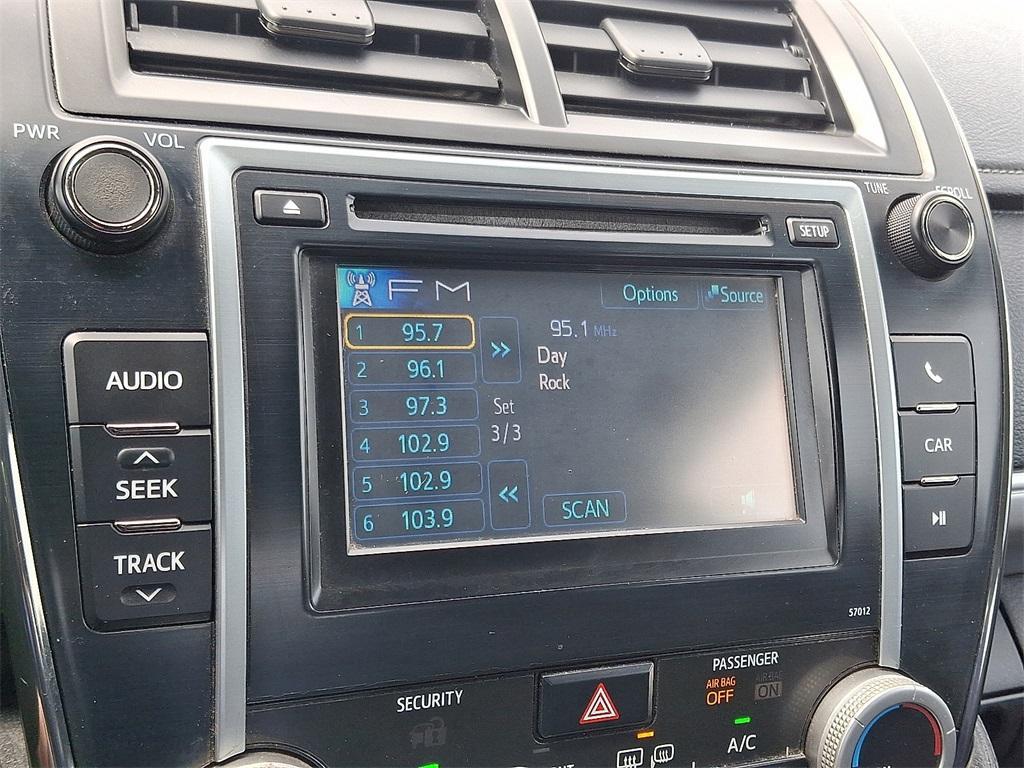 PWR
VOL
TUNE
SCROLL
SETUP
FM
Options
Source
1 95.7
2 96.1
3 97.3
4 102.9
5 102.9
6 103.9
>>
Set
3/3
<<
95.1 MHz
Day
Rock
SCAN
AUDIO
SEEK
TRACK
CAR
57012
SECURITY
PASSENGER
AIR BAG
OFF
AIR BAG
ON
A/C